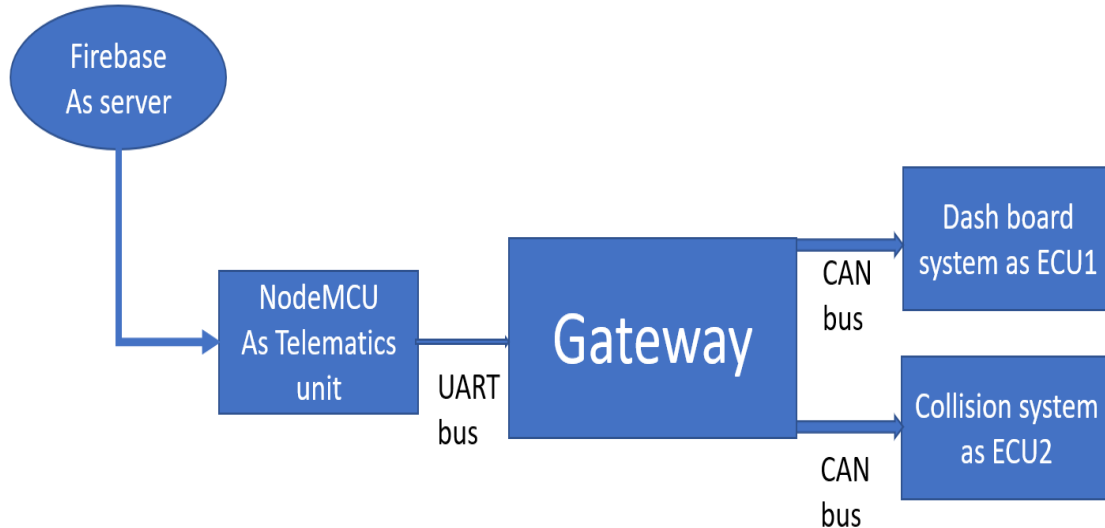 Firebase
As server
NodeMCU
As Telematics
unit
UART
bus
Gateway
CAN
bus
Dash board
system as ECU1
CAN
bus
Collision system
as ECU2